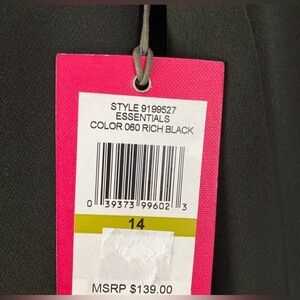 STYLE 9199527
ESSENTIALS
COLOR 060 RICH BLACK
0 39373 99602 3
14
MSRP $139.00